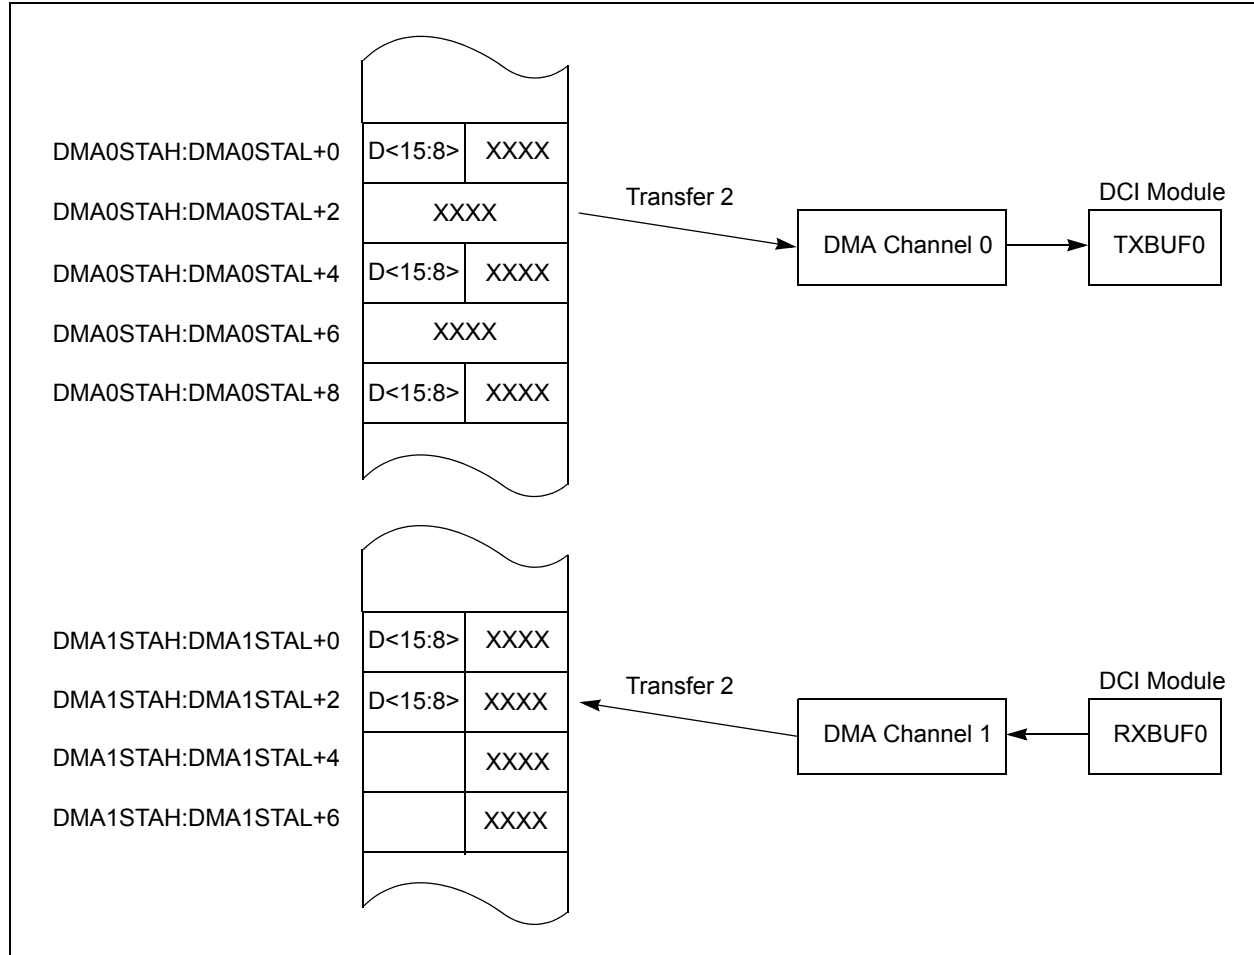 DMA0STAH:DMA0STAL+0 D<15:8> XXXX
DMA0STAH:DMA0STAL+2 XXXX Transfer 2 DCI Module
DMA Channel 0 TXBUF0
DMA0STAH:DMA0STAL+4 D<15:8> XXXX
DMA0STAH:DMA0STAL+6 XXXX
DMA0STAH:DMA0STAL+8 D<15:8> XXXX
DMA1STAH:DMA1STAL+0 D<15:8> XXXX
DMA1STAH:DMA1STAL+2 D<15:8> XXXX Transfer 2 DCI Module
DMA Channel 1 RXBUF0
DMA1STAH:DMA1STAL+4 XXXX
DMA1STAH:DMA1STAL+6 XXXX